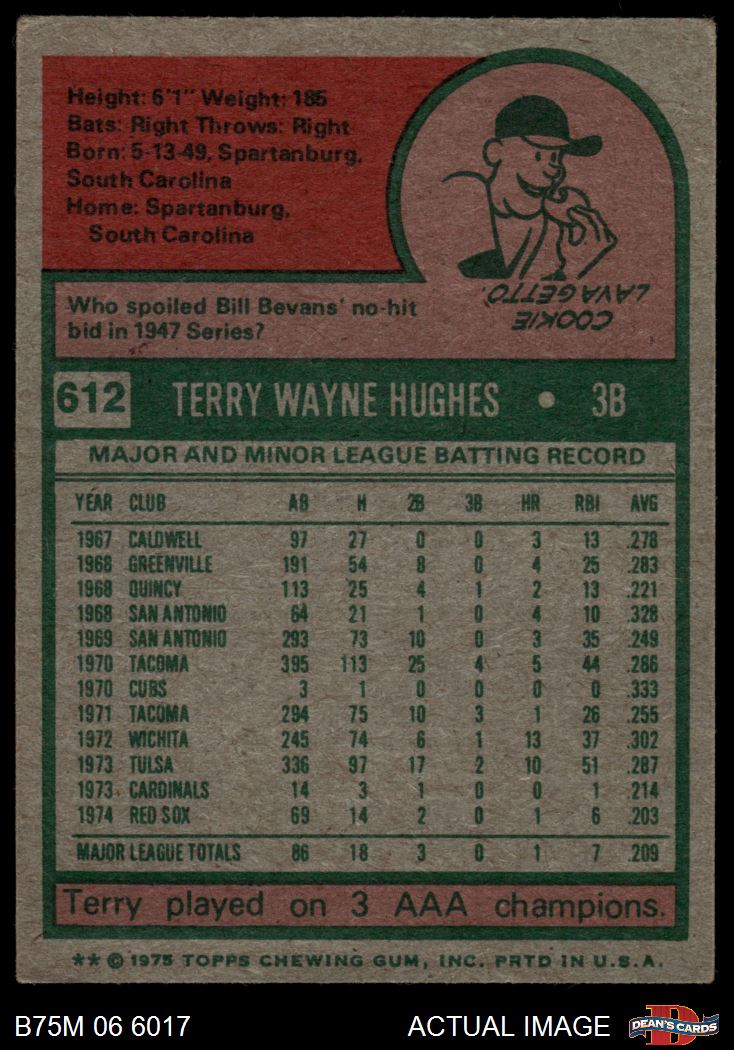 Height: 6'1" Weight: 185
Bats: Right Throws: Right
Born: 5-13-49, Spartanburg,
South Carolina
Home: Spartanburg,
South Carolina
Who spoiled Bill Bevans' no-hit
bid in 1947 Series?
COOKIE
LAVAGETTO.
612 TERRY WAYNE HUGHES • 3B
MAJOR AND MINOR LEAGUE BATTING RECORD
YEAR CLUB AB H 2B 3B HR RBI AVG
1967 CALDWELL 97 27 0 0 3 13 .278
1968 GREENVILLE 191 54 8 0 4 25 .283
1968 QUINCY 113 25 4 1 2 13 .221
1968 SAN ANTONIO 64 21 1 0 4 10 .328
1969 SAN ANTONIO 293 73 10 0 3 35 .249
1970 TACOMA 395 113 25 4 5 44 .286
1970 CUBS 3 1 0 0 0 0 .333
1971 TACOMA 294 75 10 3 1 26 .255
1972 WICHITA 245 74 6 1 13 37 .302
1973 TULSA 336 97 17 2 10 51 .287
1973 CARDINALS 14 3 1 0 0 1 .214
1974 RED SOX 69 14 2 0 1 6 .203
MAJOR LEAGUE TOTALS 86 18 3 0 1 7 .209
Terry played on 3 AAA champions.
** © 1975 TOPPS CHEWING GUM, INC. PRTD IN U.S.A.
B75M 06 6017 ACTUAL IMAGE DEAN'S CARDS